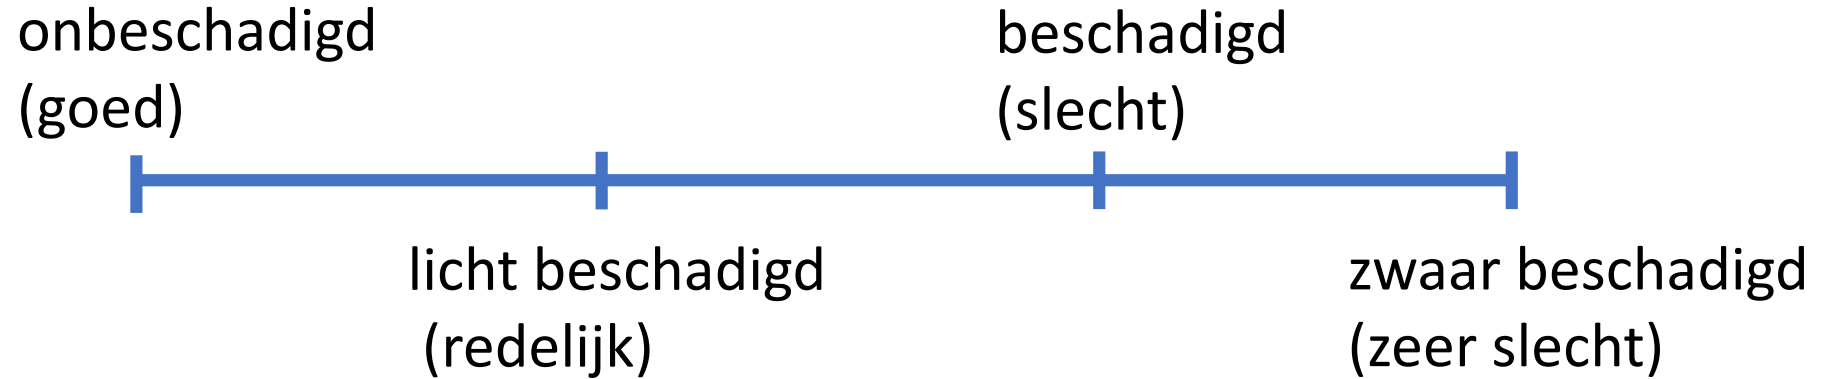 onbeschadigd
(goed)
licht beschadigd
(redelijk)
beschadigd
(slecht)
zwaar beschadigd
(zeer slecht)